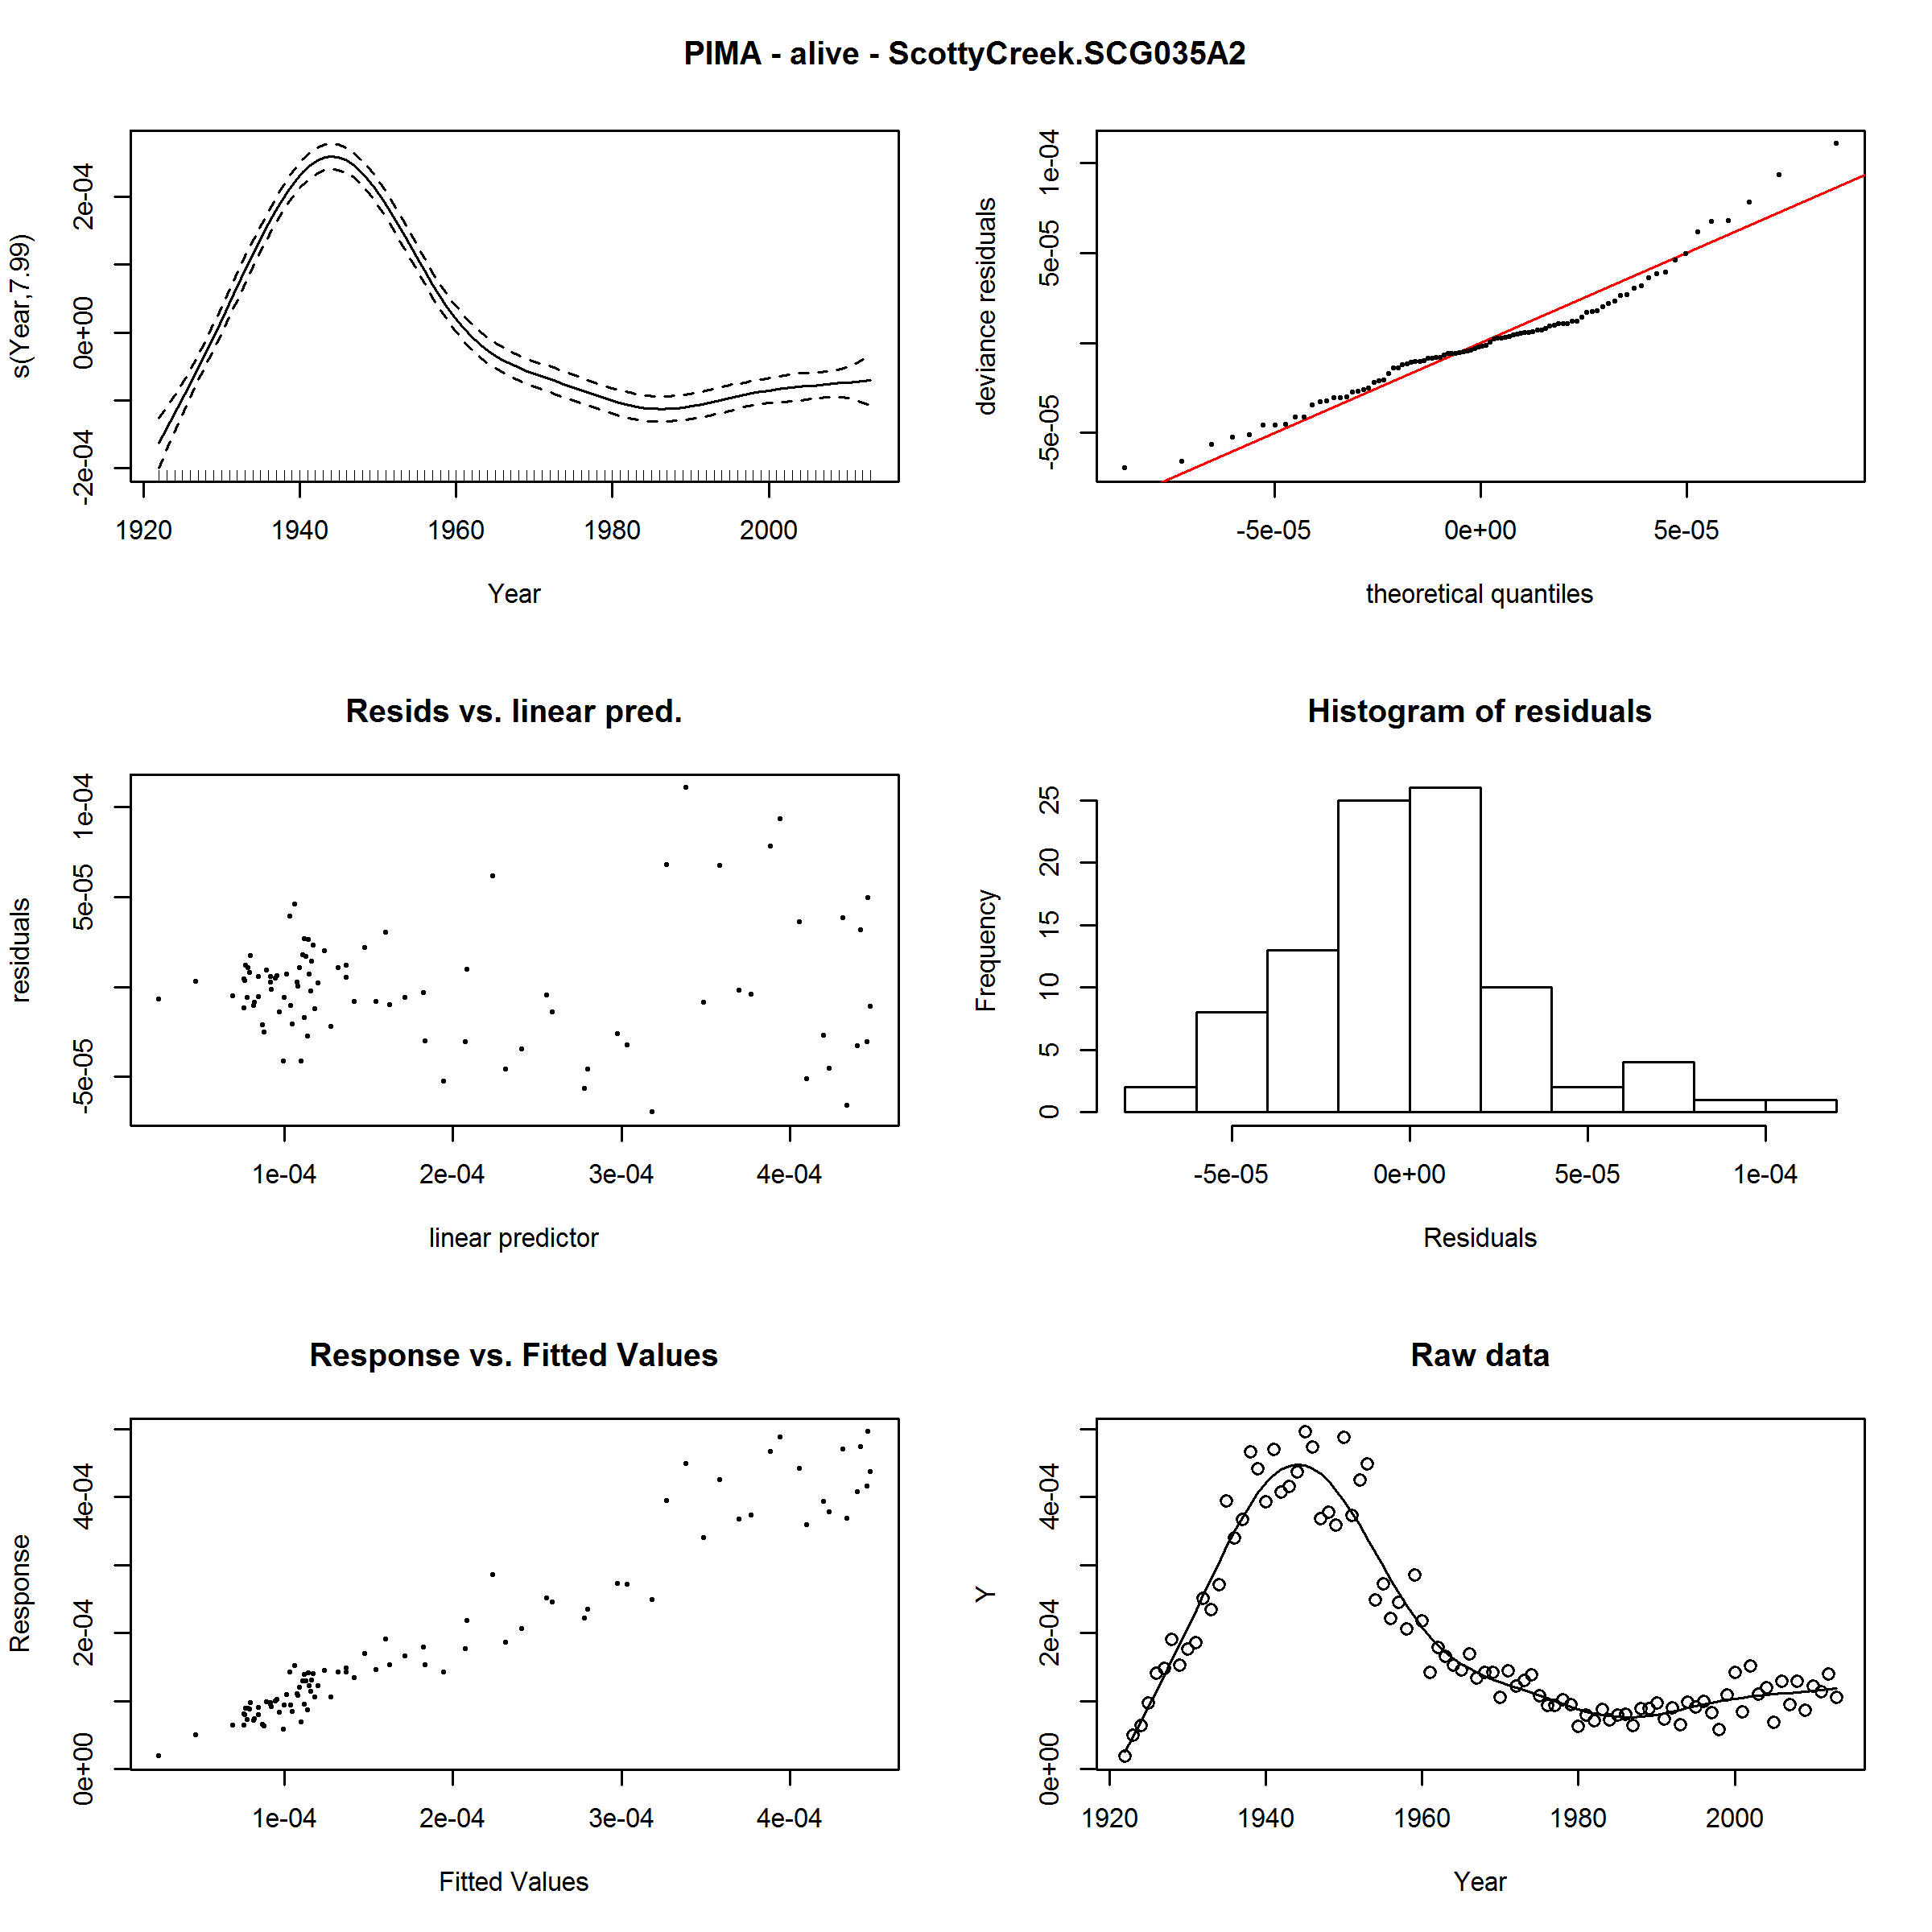 PIMA - alive - ScottyCreek.SCG035A2
s(Year,7.99)
-2e-04 0e+00 2e-04
1920 1940 1960 1980 2000
Year
deviance residuals
-5e-05 5e-05 1e-04
-5e-05 0e+00 5e-05
theoretical quantiles
Resids vs. linear pred.
residuals
-5e-05 5e-05 1e-04
1e-04 2e-04 3e-04 4e-04
linear predictor
Histogram of residuals
Frequency
0 5 10 15 20 25
-5e-05 0e+00 5e-05 1e-04
Residuals
Response vs. Fitted Values
Response
0e+00 2e-04 4e-04
1e-04 2e-04 3e-04 4e-04
Fitted Values
Raw data
Y
0e+00 2e-04 4e-04
1920 1940 1960 1980 2000
Year